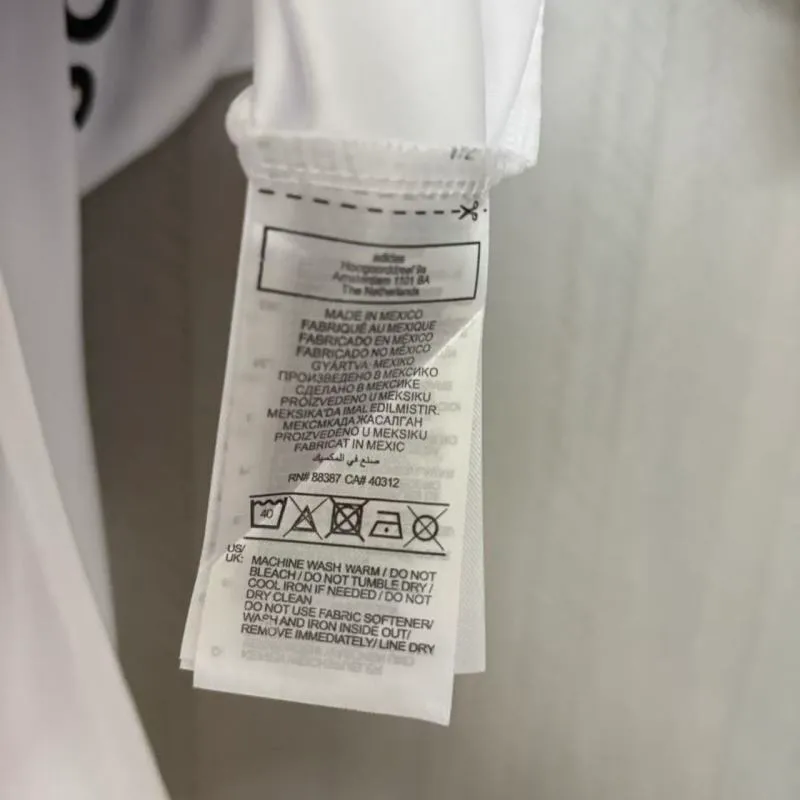 1/2
adidas
Hoogoorddreef 9a
Amsterdam 1101 BA
The Netherlands
MADE IN MEXICO
FABRIQUÉ AU MEXIQUE
FABRICADO EN MÉXICO
FABRICADO NO MÉXICO
GYÁRTVA: MEXIKÓ
ПРОИЗВЕДЕНО В МЕКСИКО
СДЕЛАНО В МЕКСИКЕ
PROIZVEDENO U MEKSIKU
MEKSIKA'DA IMAL EDILMISTIR.
МЕКСИКАДА ЖАСАЛҒАН
PROIZVEDENO U MEKSIKU
FABRICAT IN MEXIC
صنع في المكسيك
RN# 88387 CA# 40312
40
US/
UK: MACHINE WASH WARM / DO NOT
BLEACH / DO NOT TUMBLE DRY /
COOL IRON IF NEEDED / DO NOT
DRY CLEAN
DO NOT USE FABRIC SOFTENER/
WASH AND IRON INSIDE OUT/
REMOVE IMMEDIATELY/ LINE DRY